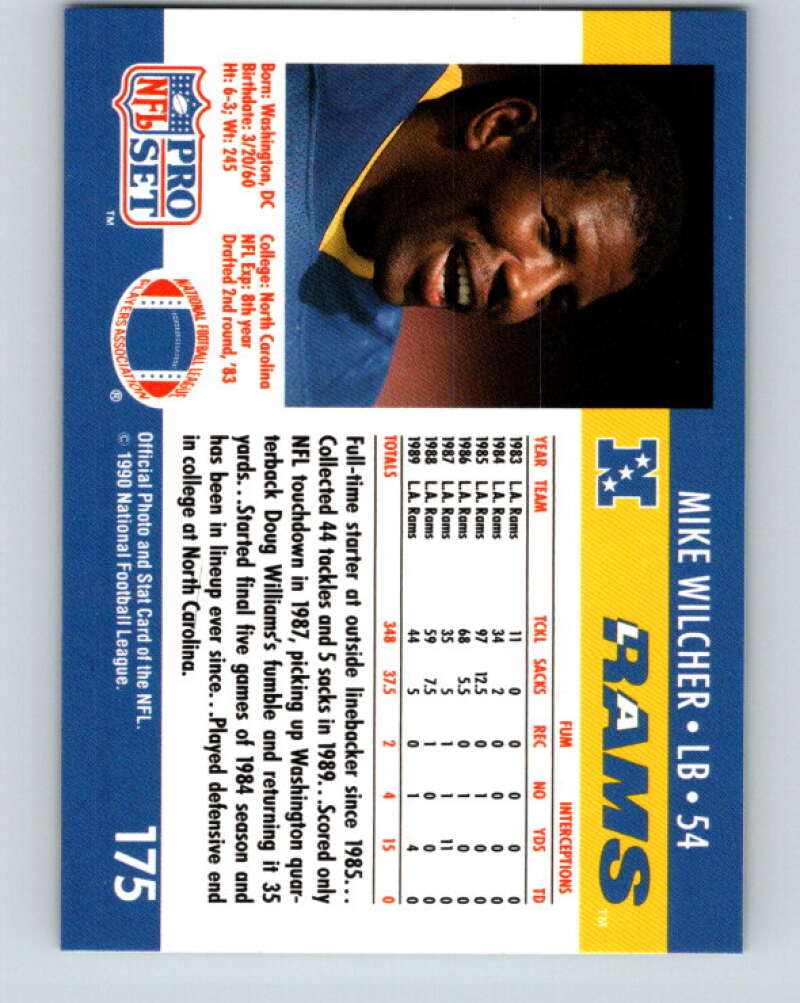 MIKE WILCHER • LB • 54
N L.A. RAMS™
FUM INTERCEPTIONS
YEAR TEAM TCKL SACKS REC NO YDS TD
1983 L.A. Rams 11 0 0 0 0 0
1984 L.A. Rams 34 2 0 0 0 0
1985 L.A. Rams 97 12.5 0 1 0 0
1986 L.A. Rams 68 5.5 0 1 0 0
1987 L.A. Rams 35 5 1 1 11 0
1988 L.A. Rams 59 7.5 1 0 0 0
1989 L.A. Rams 44 5 0 1 4 0
TOTALS 348 37.5 2 4 15 0
Full-time starter at outside linebacker since 1985...
Collected 44 tackles and 5 sacks in 1989...Scored only
NFL touchdown in 1987, picking up Washington quar-
terback Doug Williams's fumble and returning it 35
yards...Started final five games of 1984 season and
has been in lineup ever since...Played defensive end
in college at North Carolina.
Born: Washington, DC
Birthdate: 3/20/60
Ht: 6-3; Wt: 245
College: North Carolina
NFL Exp: 8th year
Drafted 2nd round, '83
PRO
NFL SET™
NATIONAL FOOTBALL LEAGUE
PLAYERS ASSOCIATION®
Official Photo and Stat Card of the NFL.
© 1990 National Football League.
175